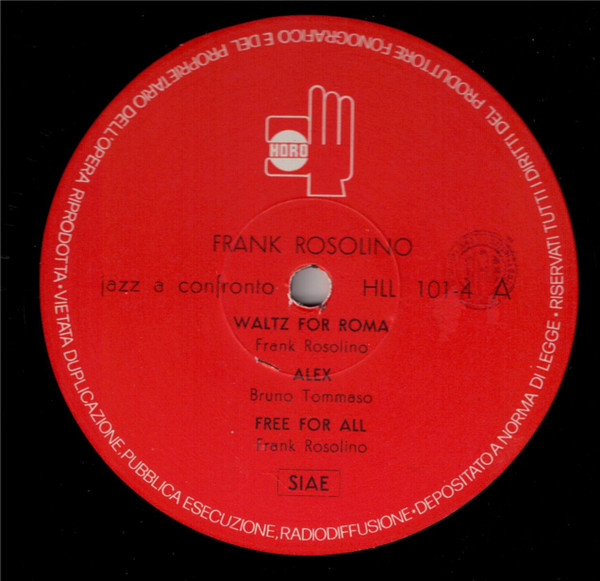 RISERVATI TUTTI I DIRITTI DEL PRODUTTORE FONOGRAFICO E DEL PROPRIETARIO DELL'OPERA RIPRODOTTA • VIETATA DUPLICAZIONE, PUBBLICA ESECUZIONE, RADIODIFFUSIONE • DEPOSITATO A NORMA DI LEGGE •
HORO
FRANK ROSOLINO
jazz a confronto HLL 101-4 A
WALTZ FOR ROMA
Frank Rosolino
ALEX
Bruno Tommaso
FREE FOR ALL
Frank Rosolino
SIAE